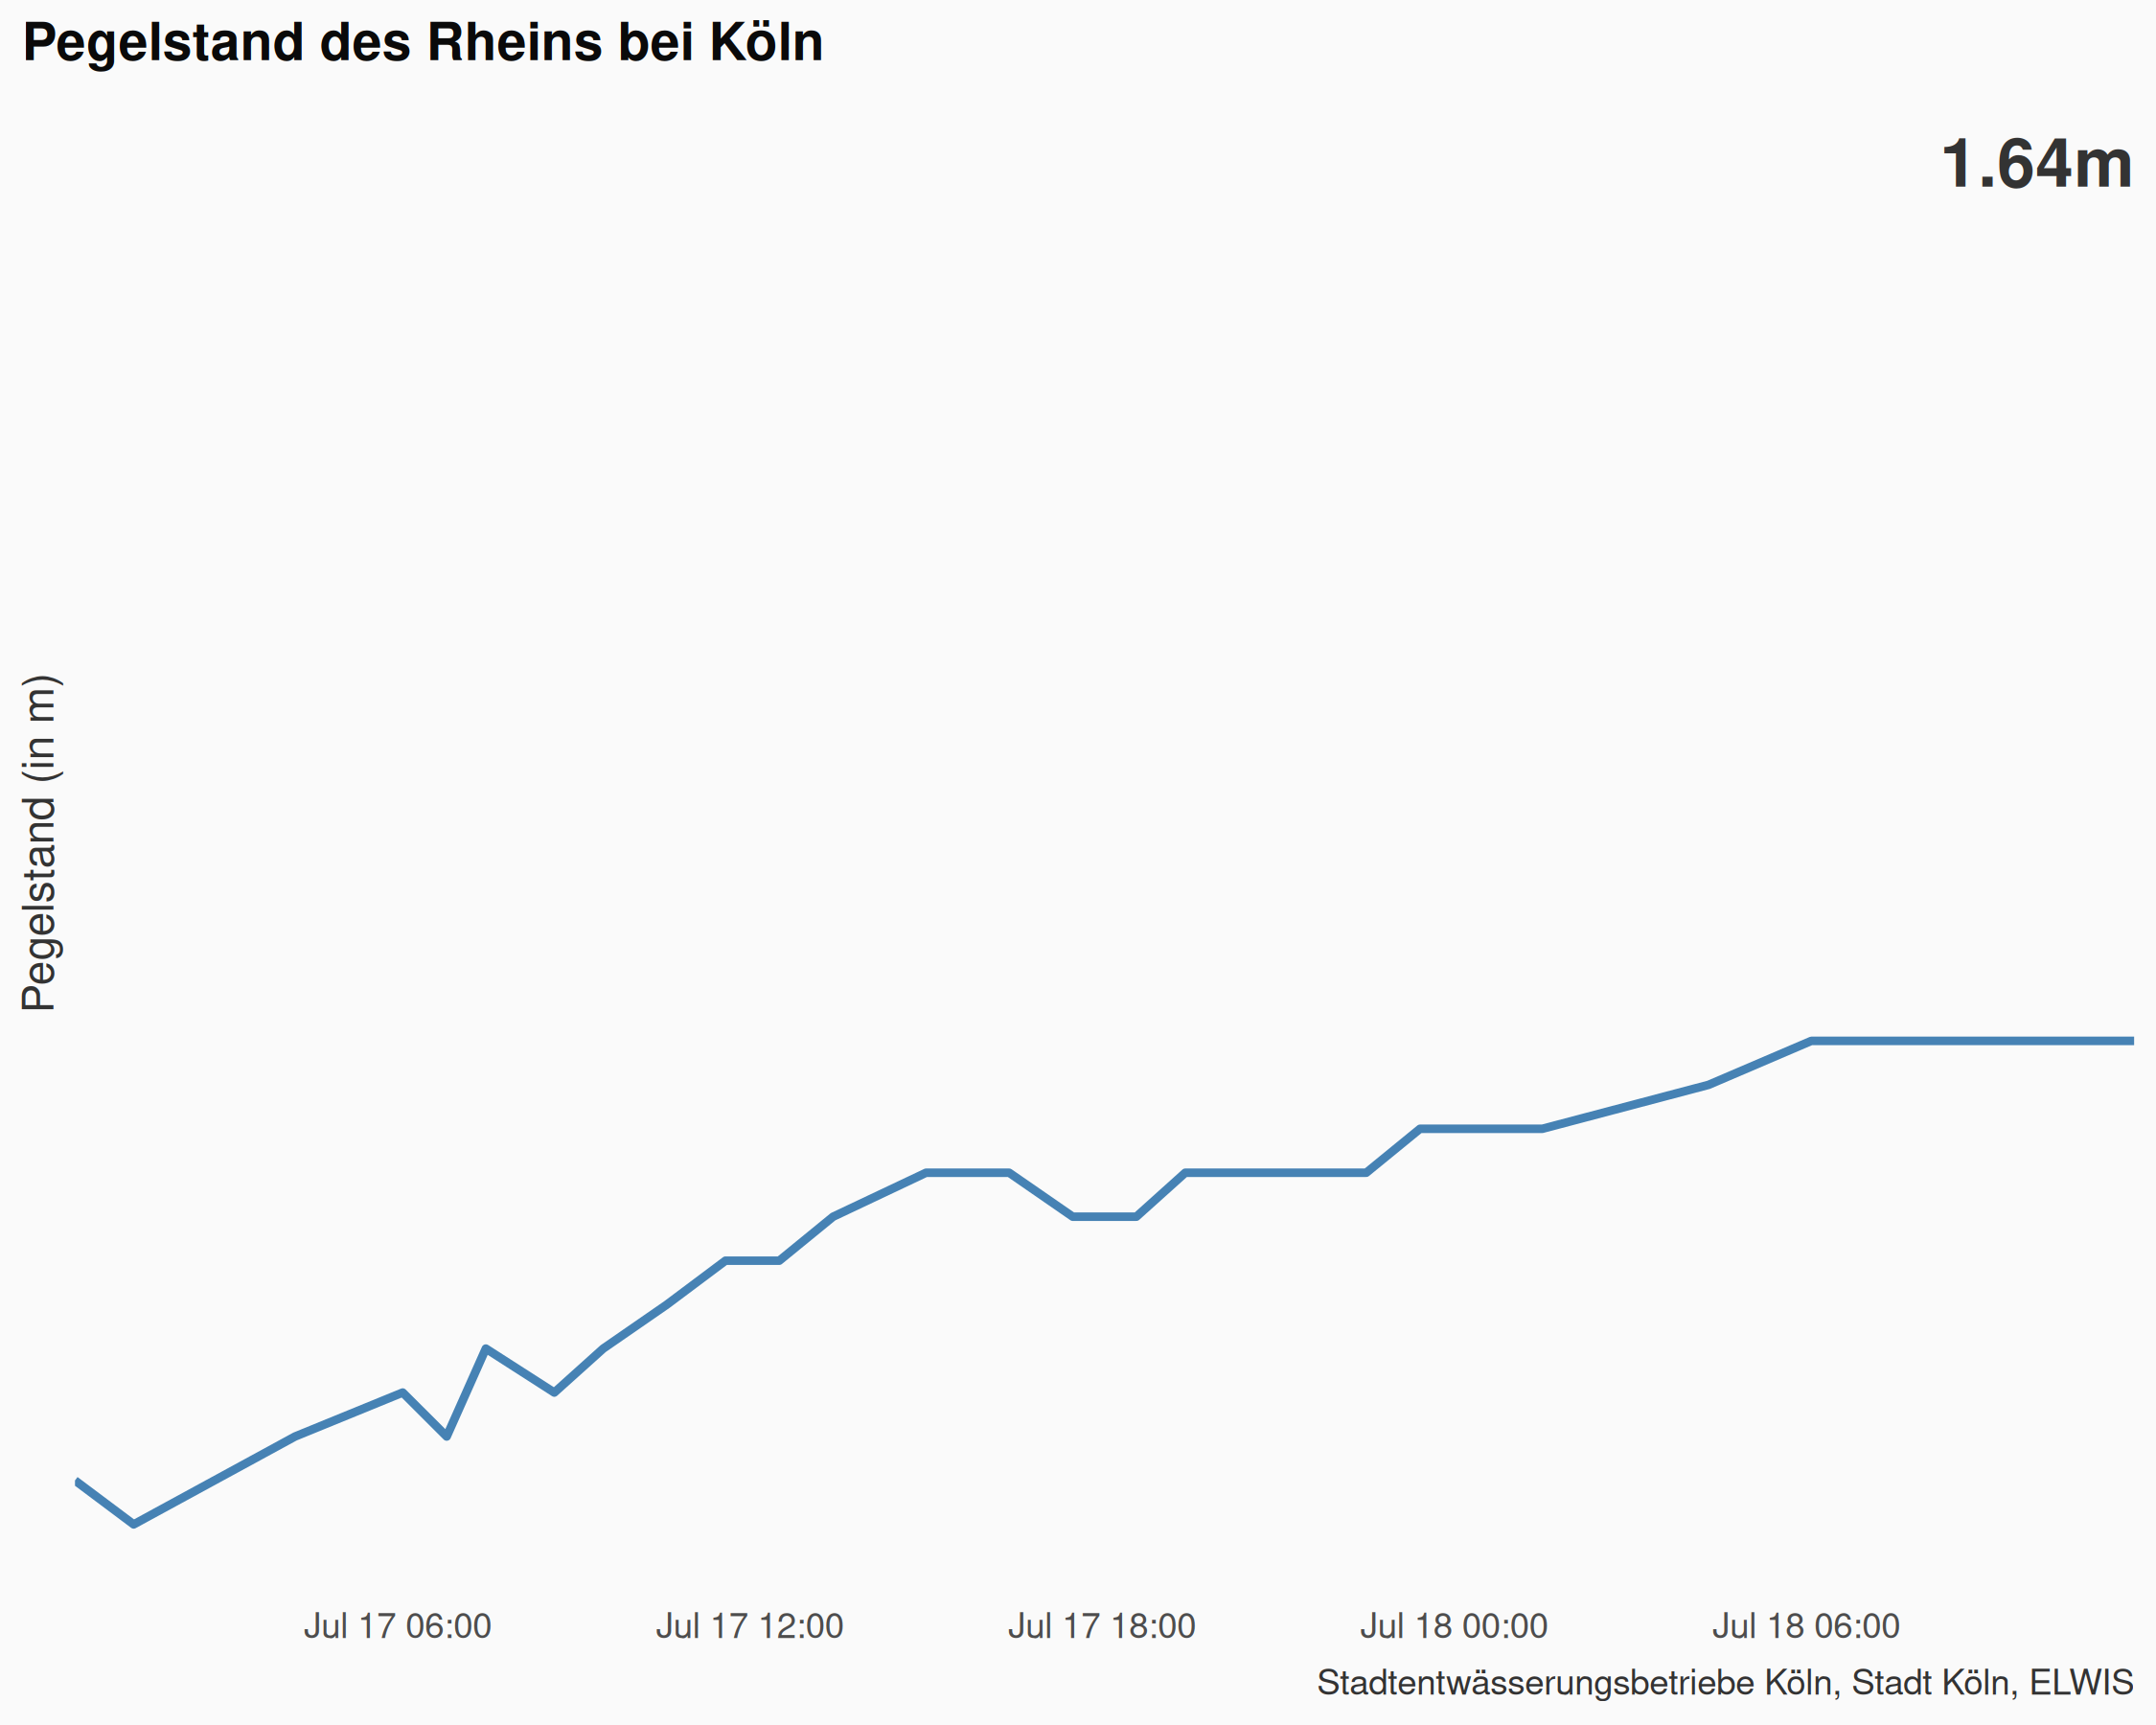 Pegelstand des Rheins bei Köln
1.64m
Pegelstand (in m)
Jul 17 06:00 Jul 17 12:00 Jul 17 18:00 Jul 18 00:00 Jul 18 06:00
Stadtentwässerungsbetriebe Köln, Stadt Köln, ELWIS